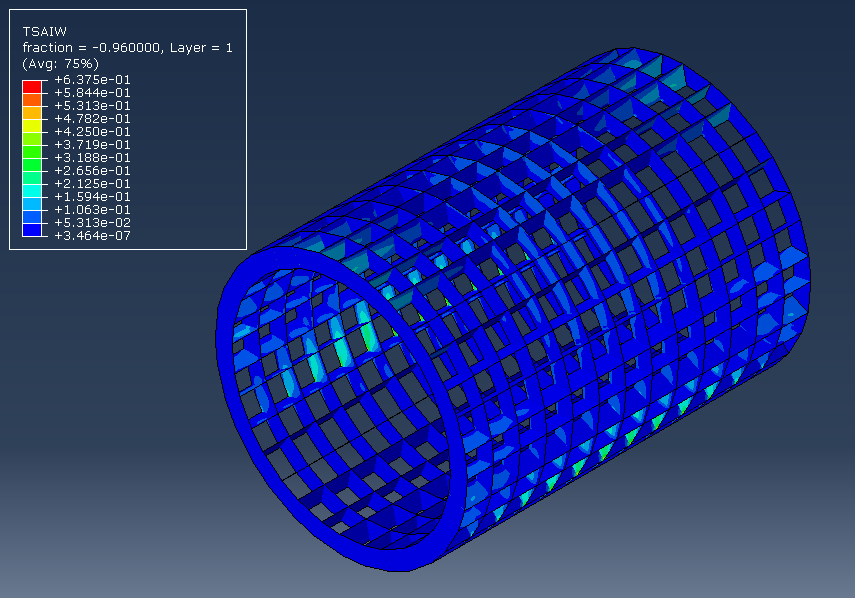 TSAIW
fraction = -0.960000, Layer = 1
(Avg: 75%)
+6.375e-01
+5.844e-01
+5.313e-01
+4.782e-01
+4.250e-01
+3.719e-01
+3.188e-01
+2.656e-01
+2.125e-01
+1.594e-01
+1.063e-01
+5.313e-02
+3.464e-07